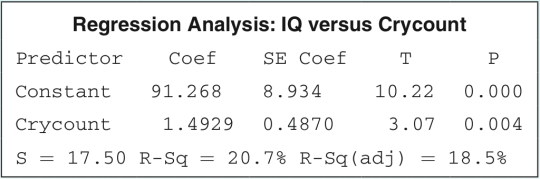 Regression Analysis: IQ versus Crycount
Predictor Coef SE Coef T P
Constant 91.268 8.934 10.22 0.000
Crycount 1.4929 0.4870 3.07 0.004
S = 17.50 R-Sq = 20.7% R-Sq(adj) = 18.5%